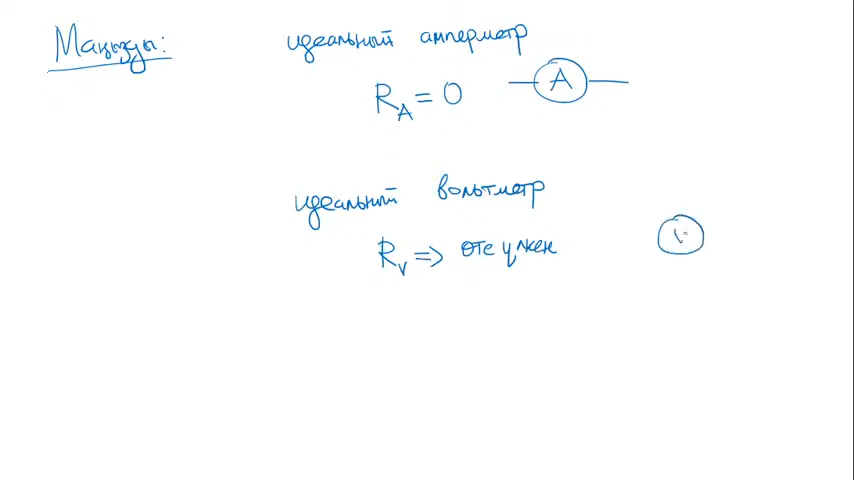 Маңызды:
идеальный амперметр
R_A = 0
A
идеальный вольтметр
R_V => өте үлкен